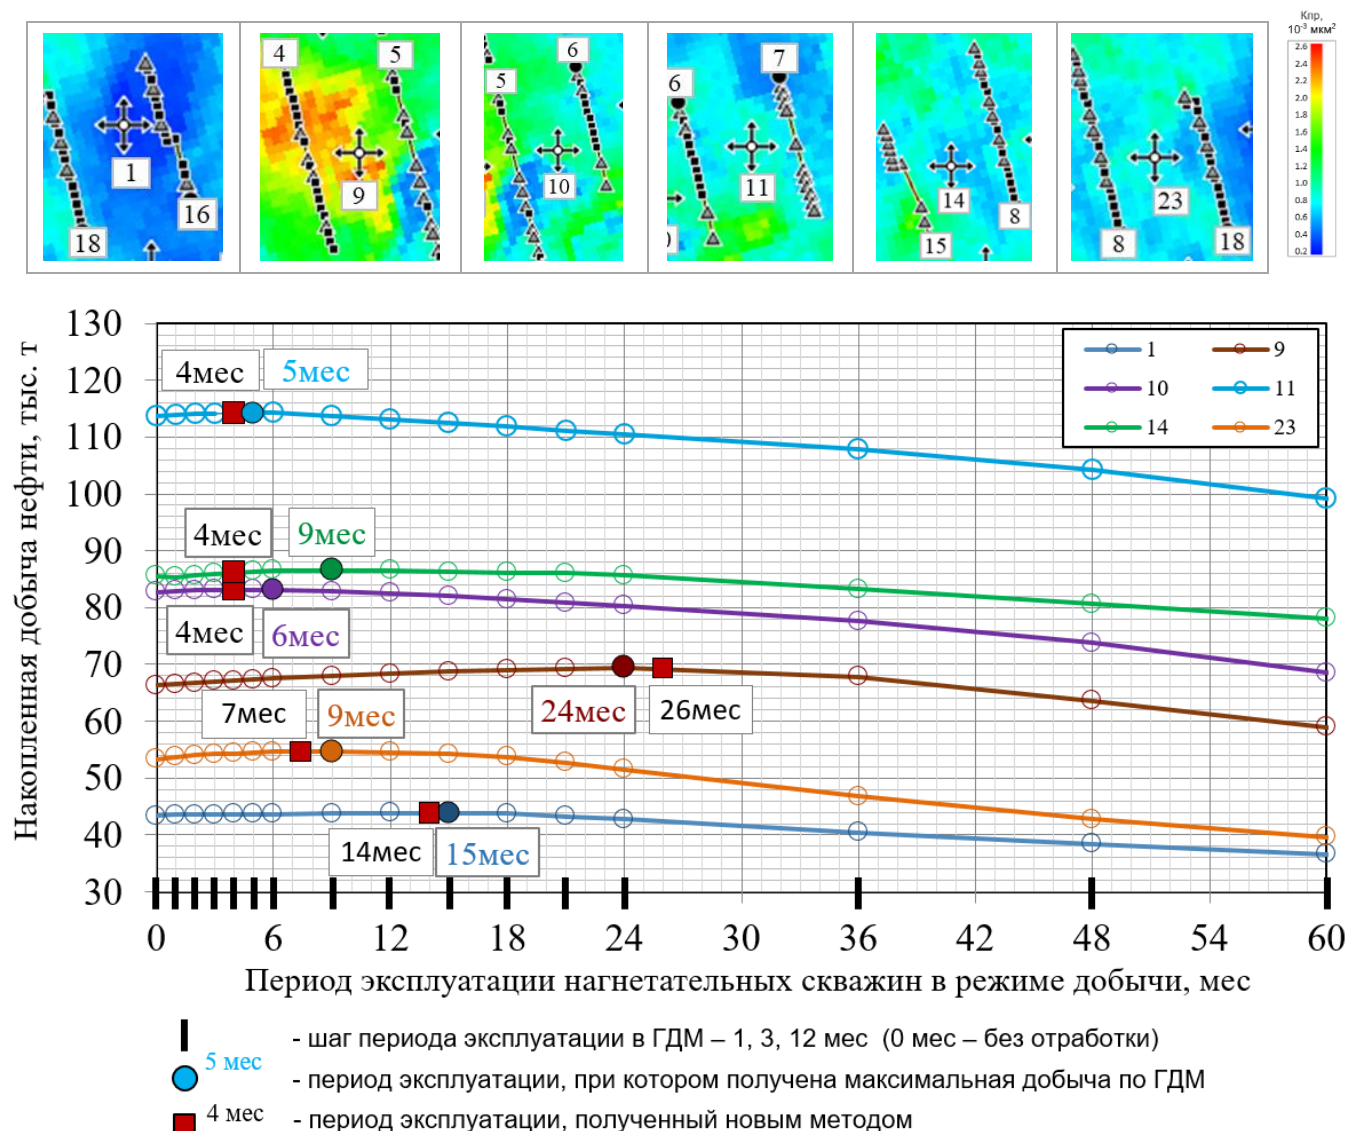 Кпр,
10⁻³ мкм²
4
5
5
6
6
7
2.6
2.4
2.2
2.0
1.8
1.6
1.4
1.2
1.0
0.8
0.6
0.4
0.2
1
16
18
9
10
11
14
8
15
23
8
18
130
120
110
100
90
80
70
60
50
40
30
Накопленная добыча нефти, тыс. т
4мес
5мес
1
9
10
11
14
23
4мес
9мес
4мес
6мес
7мес
9мес
24мес
26мес
14мес
15мес
0
6
12
18
24
30
36
42
48
54
60
Период эксплуатации нагнетательных скважин в режиме добычи, мес
- шаг периода эксплуатации в ГДМ – 1, 3, 12 мес (0 мес – без отработки)
5 мес
- период эксплуатации, при котором получена максимальная добыча по ГДМ
4 мес
- период эксплуатации, полученный новым методом